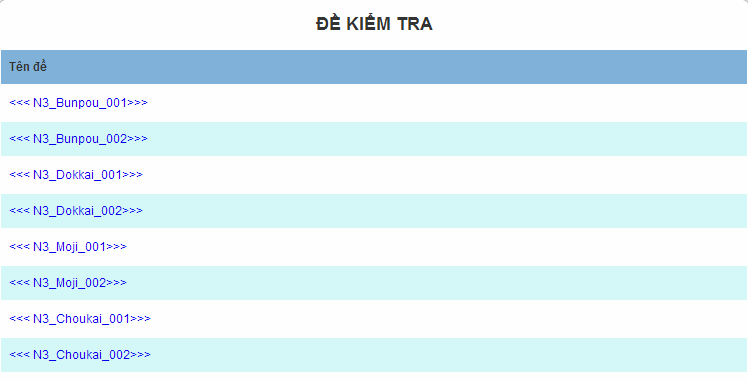 ĐỀ KIỂM TRA
Tên đề
<<< N3_Bunpou_001>>>
<<< N3_Bunpou_002>>>
<<< N3_Dokkai_001>>>
<<< N3_Dokkai_002>>>
<<< N3_Moji_001>>>
<<< N3_Moji_002>>>
<<< N3_Choukai_001>>>
<<< N3_Choukai_002>>>